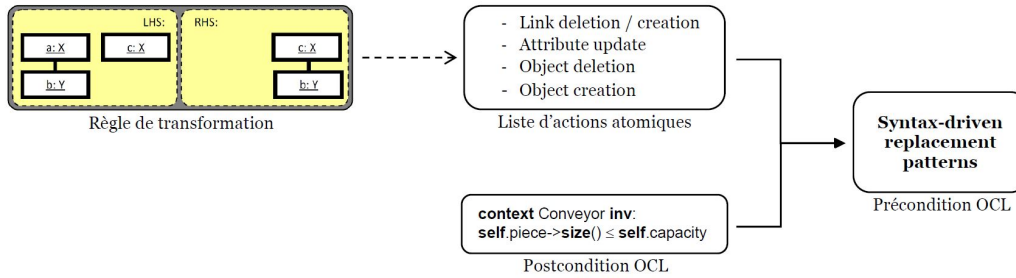 LHS:
RHS:
a: X
c: X
c: X
b: Y
b: Y
Règle de transformation
- Link deletion / creation
- Attribute update
- Object deletion
- Object creation
Liste d'actions atomiques
context Conveyor inv:
self.piece->size() ≤ self.capacity
Postcondition OCL
Syntax-driven
replacement
patterns
Précondition OCL